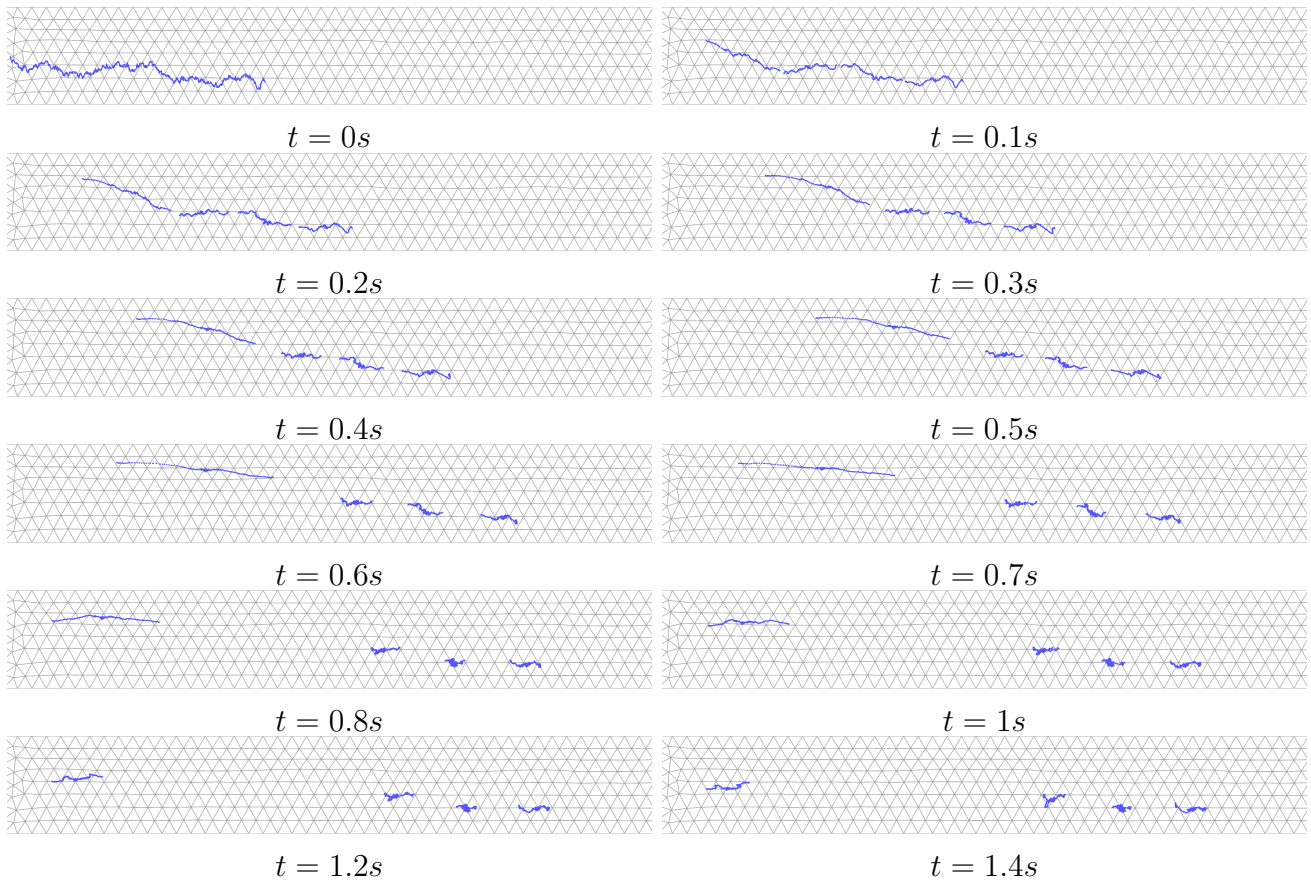 t = 0s
t = 0.1s
t = 0.2s
t = 0.3s
t = 0.4s
t = 0.5s
t = 0.6s
t = 0.7s
t = 0.8s
t = 1s
t = 1.2s
t = 1.4s